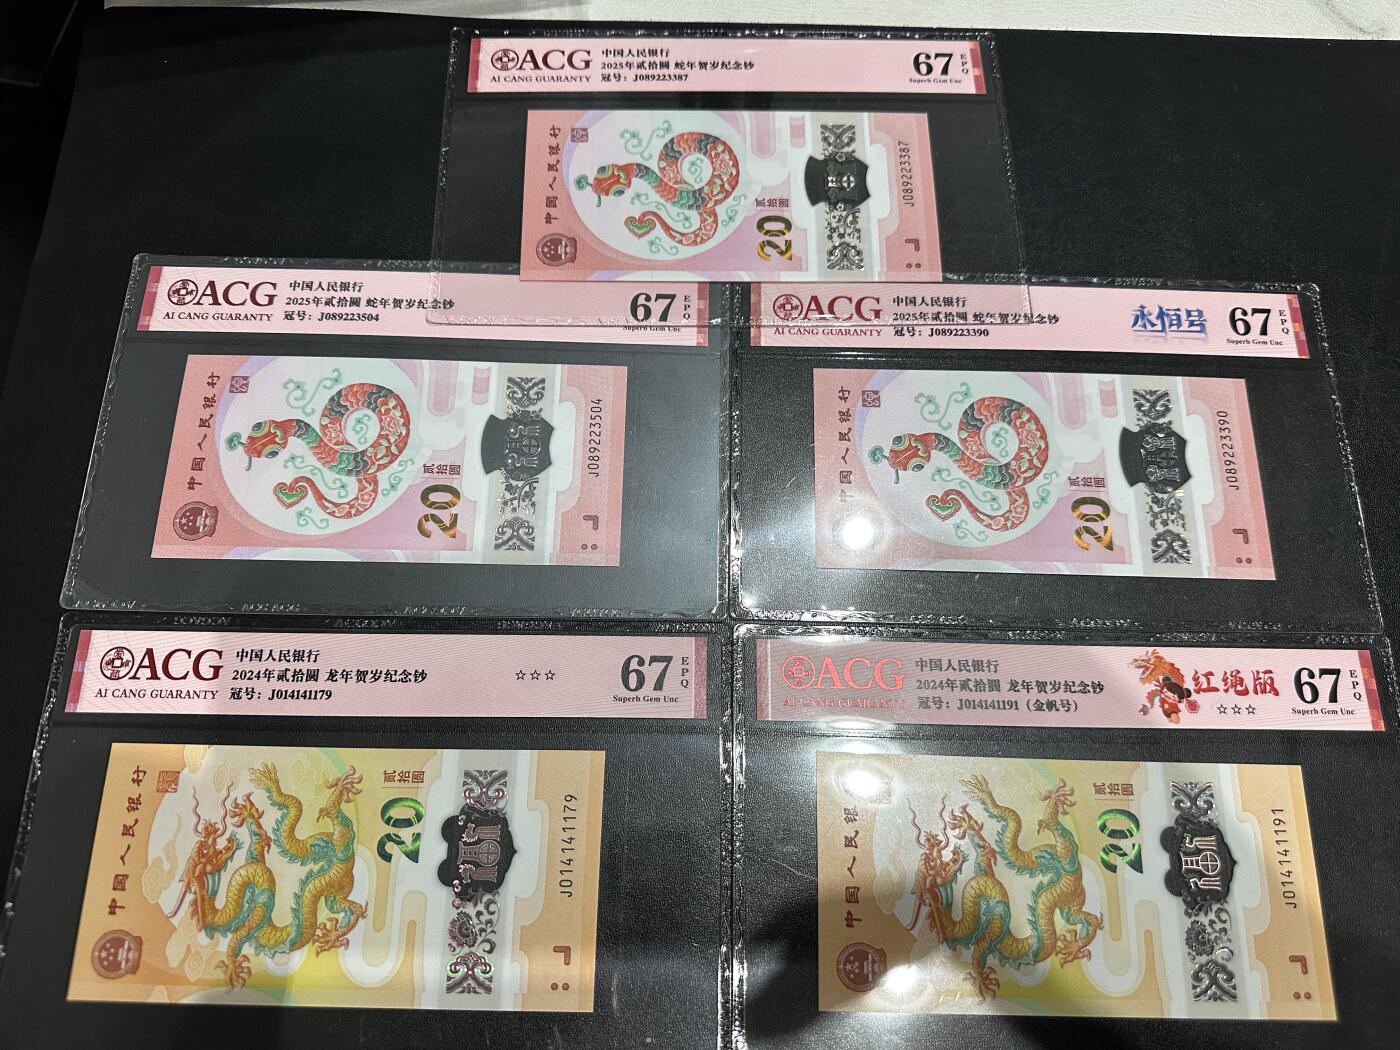 ACG
AI CANG GUARANTY
中国人民银行
2025年贰拾圆 蛇年贺岁纪念钞
冠号：J089223387
67
EPQ
Superb Gem Unc
中国人民银行
贰拾圆
20
J089223387
ACG
AI CANG GUARANTY
中国人民银行
2025年贰拾圆 蛇年贺岁纪念钞
冠号：J089223504
67
EPQ
Superb Gem Unc
中国人民银行
贰拾圆
20
福
J089223504
ACG
AI CANG GUARANTY
中国人民银行
2025年贰拾圆 蛇年贺岁纪念钞
冠号：J089223390
永恒号
67
EPQ
Superb Gem Unc
中国人民银行
贰拾圆
20
福
J089223390
ACG
AI CANG GUARANTY
中国人民银行
2024年贰拾圆 龙年贺岁纪念钞
冠号：J014141179
☆☆☆
67
EPQ
Superb Gem Unc
中国人民银行
贰拾圆
20
福
J014141179
ACG
AI CANG GUARANTY
中国人民银行
2024年贰拾圆 龙年贺岁纪念钞
冠号：J014141191（金帆号）
红绳版
☆☆☆
67
EPQ
Superb Gem Unc
中国人民银行
贰拾圆
20
福
J014141191